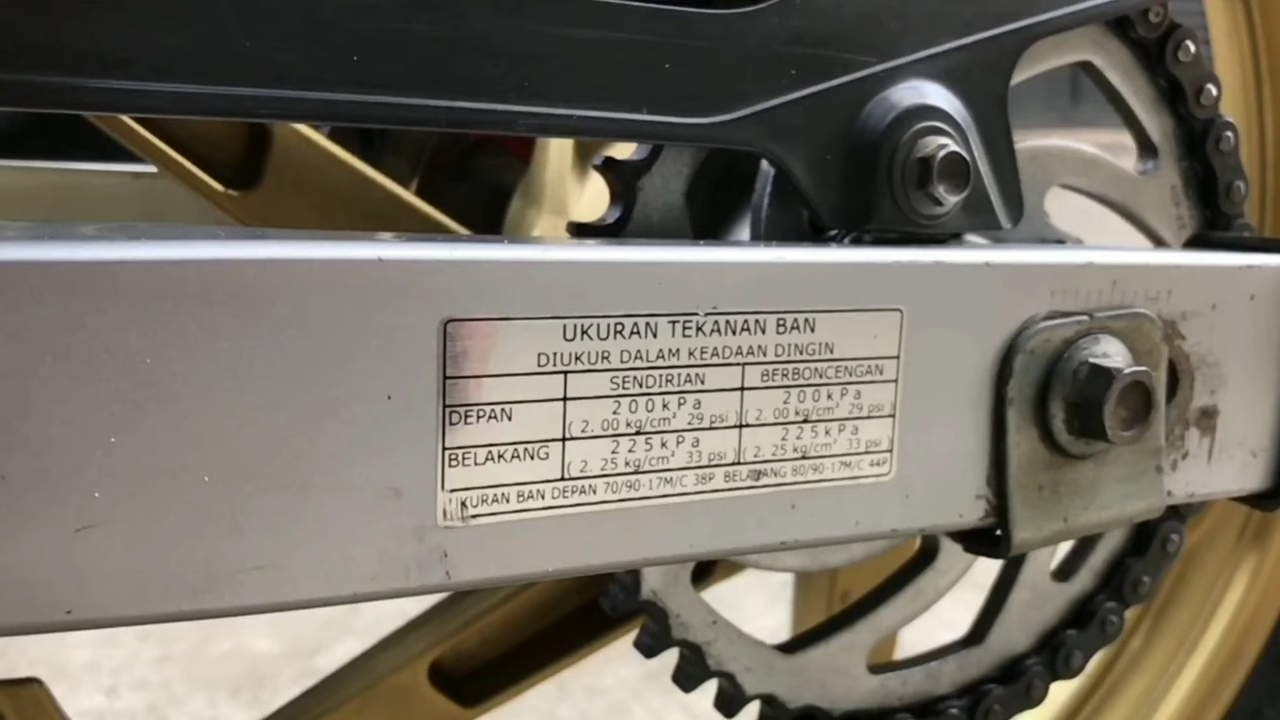 UKURAN TEKANAN BAN
DIUKUR DALAM KEADAAN DINGIN
SENDIRIAN BERBONCENGAN
DEPAN 200kPa 200kPa
(2.00 kg/cm² 29 psi) (2.00 kg/cm² 29 psi)
BELAKANG 225kPa 225kPa
(2.25 kg/cm² 33 psi) (2.25 kg/cm² 33 psi)
UKURAN BAN DEPAN 70/90-17M/C 38P BELAKANG 80/90-17M/C 44P